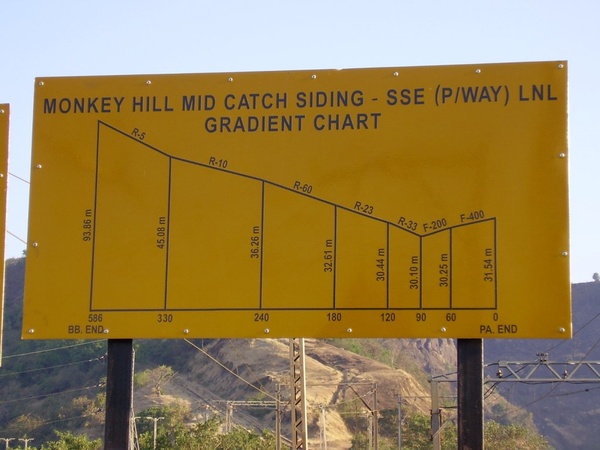 MONKEY HILL MID CATCH SIDING - SSE (P/WAY) LNL
GRADIENT CHART
R-5
R-10
R-60
R-23
R-33
F-200
F-400
93.86 m
45.08 m
36.26 m
32.61 m
30.44 m
30.10 m
30.25 m
31.54 m
586 330 240 180 120 90 60 0
BB. END PA. END